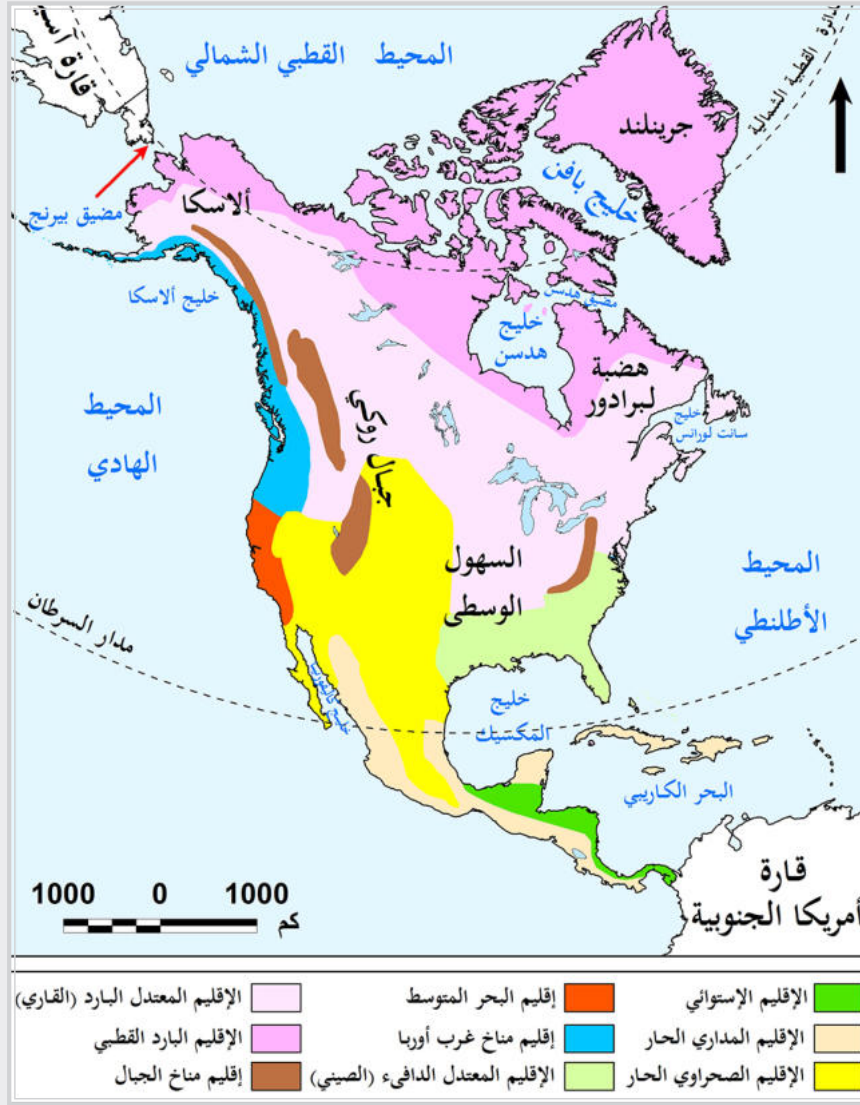 قارة آسيا
المحيط القطبي الشمالي
دائرة القطبية الشمالية
جرينلند
خليج بافن
ألاسكا
مضيق بيرنج
خليج ألاسكا
مضيق هدسن
خليج
هدسن
هضبة
لبرادور
خليج
سانت لورانس
المحيط
الهادي
جبال روكي
السهول
الوسطى
المحيط
الأطلنطي
مدار السرطان
خليج كاليفورنيا
خليج
المكسيك
البحر الكاريبي
قارة
أمريكا الجنوبية
1000 0 1000
كم
الإقليم الإستوائي
إقليم البحر المتوسط
الإقليم المعتدل البارد (القاري)
الإقليم المداري الحار
إقليم مناخ غرب أوربا
الإقليم البارد القطبي
الإقليم الصحراوي الحار
الإقليم المعتدل الدافىء (الصيني)
إقليم مناخ الجبال